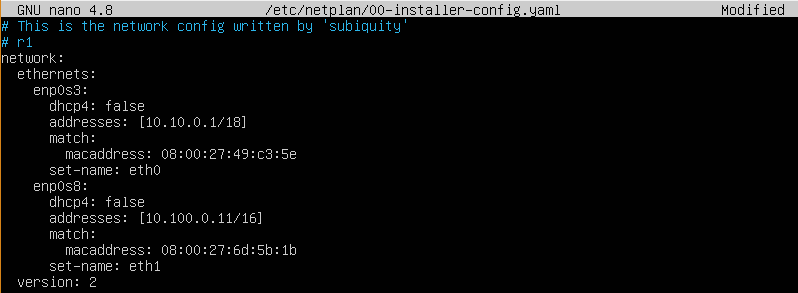 GNU nano 4.8 /etc/netplan/00-installer-config.yaml Modified
# This is the network config written by 'subiquity'
# r1
network:
  ethernets:
    enp0s3:
      dhcp4: false
      addresses: [10.10.0.1/18]
      match:
        macaddress: 08:00:27:49:c3:5e
      set-name: eth0
    enp0s8:
      dhcp4: false
      addresses: [10.100.0.11/16]
      match:
        macaddress: 08:00:27:6d:5b:1b
      set-name: eth1
  version: 2